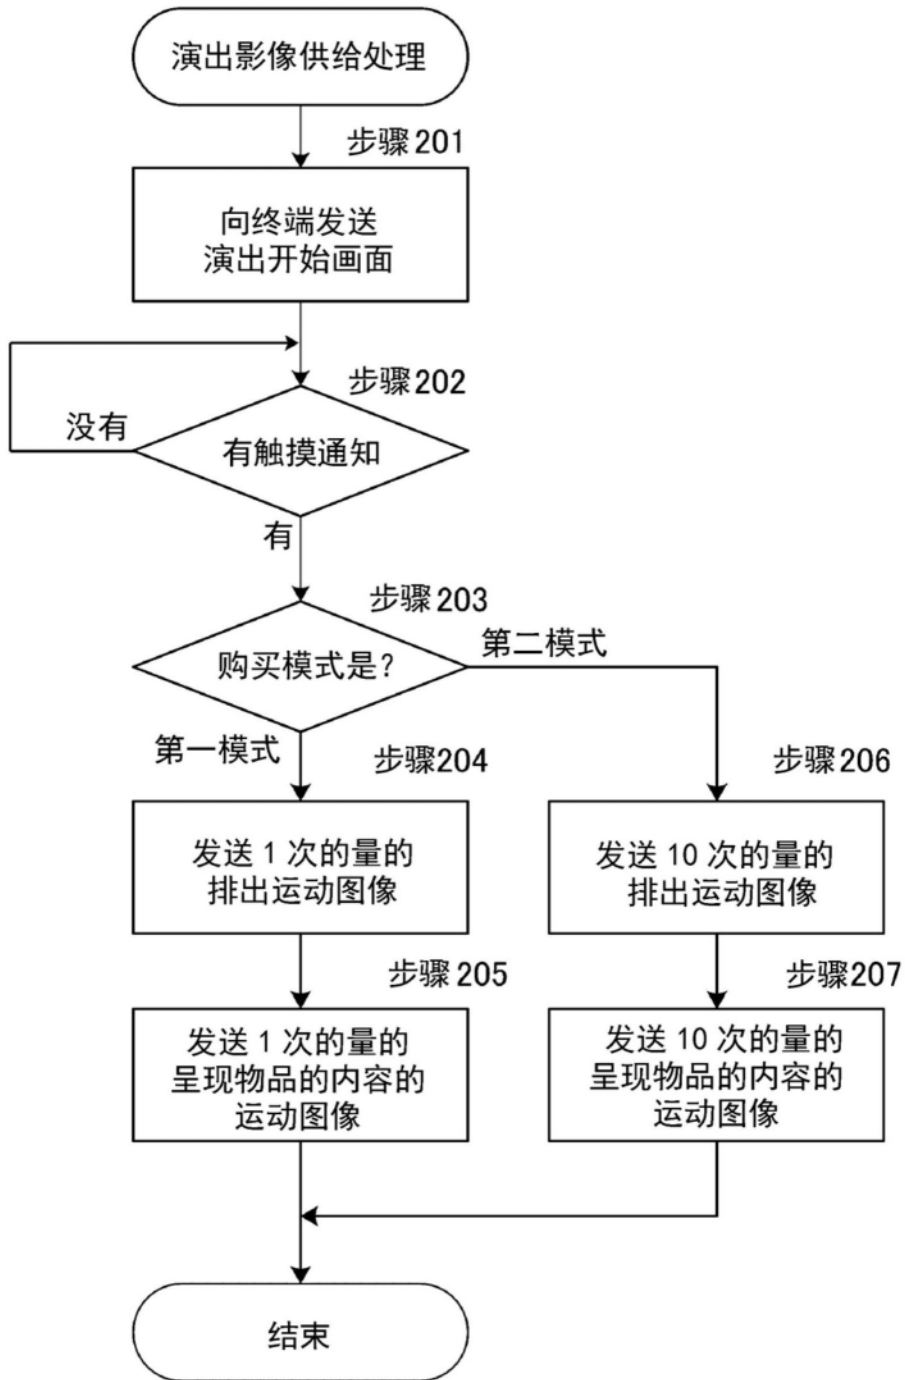 演出影像供给处理
步骤201
向终端发送
演出开始画面
步骤202
没有
有触摸通知
有
步骤203
第二模式
购买模式是?
第一模式
步骤204
步骤206
发送 1 次的量的
排出运动图像
发送 10 次的量的
排出运动图像
步骤205
步骤207
发送 1 次的量的
呈现物品的内容的
运动图像
发送 10 次的量的
呈现物品的内容的
运动图像
结束